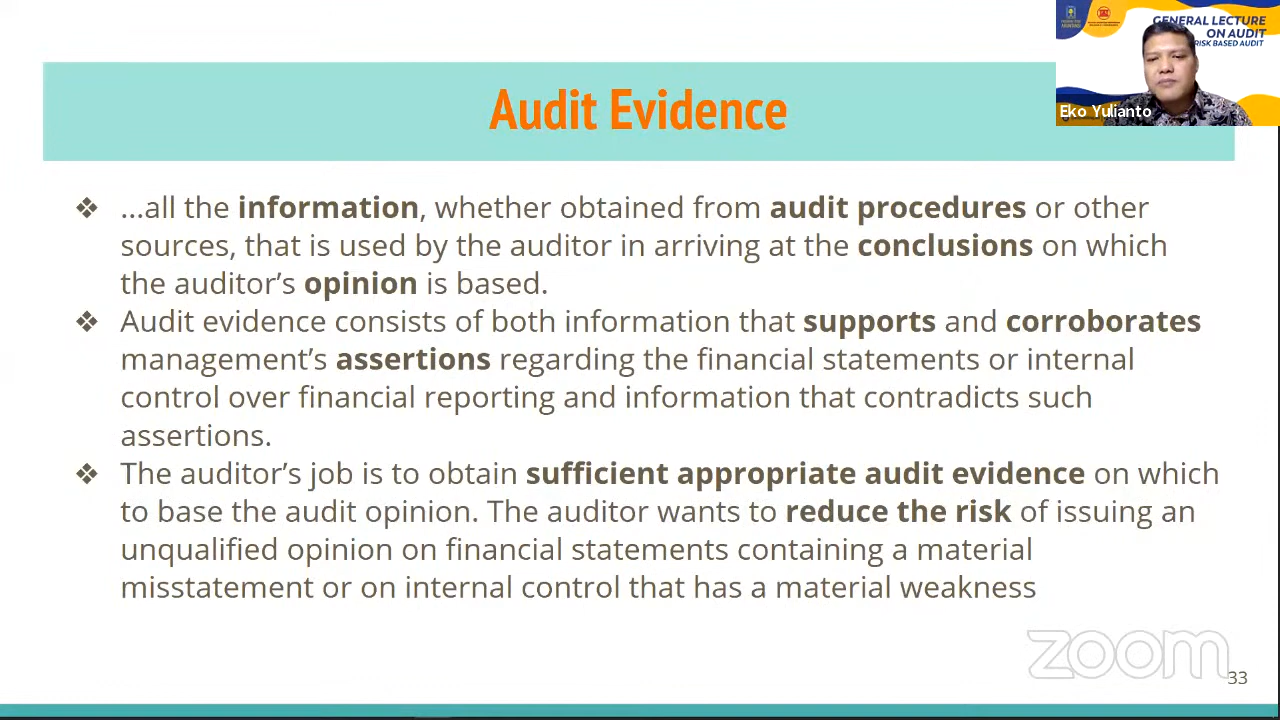 GENERAL LECTURE
ON AUDIT
RISK BASED AUDIT
Eko Yulianto
Audit Evidence
❖ …all the information, whether obtained from audit procedures or other
sources, that is used by the auditor in arriving at the conclusions on which
the auditor’s opinion is based.
❖ Audit evidence consists of both information that supports and corroborates
management’s assertions regarding the financial statements or internal
control over financial reporting and information that contradicts such
assertions.
❖ The auditor’s job is to obtain sufficient appropriate audit evidence on which
to base the audit opinion. The auditor wants to reduce the risk of issuing an
unqualified opinion on financial statements containing a material
misstatement or on internal control that has a material weakness
zoom
33